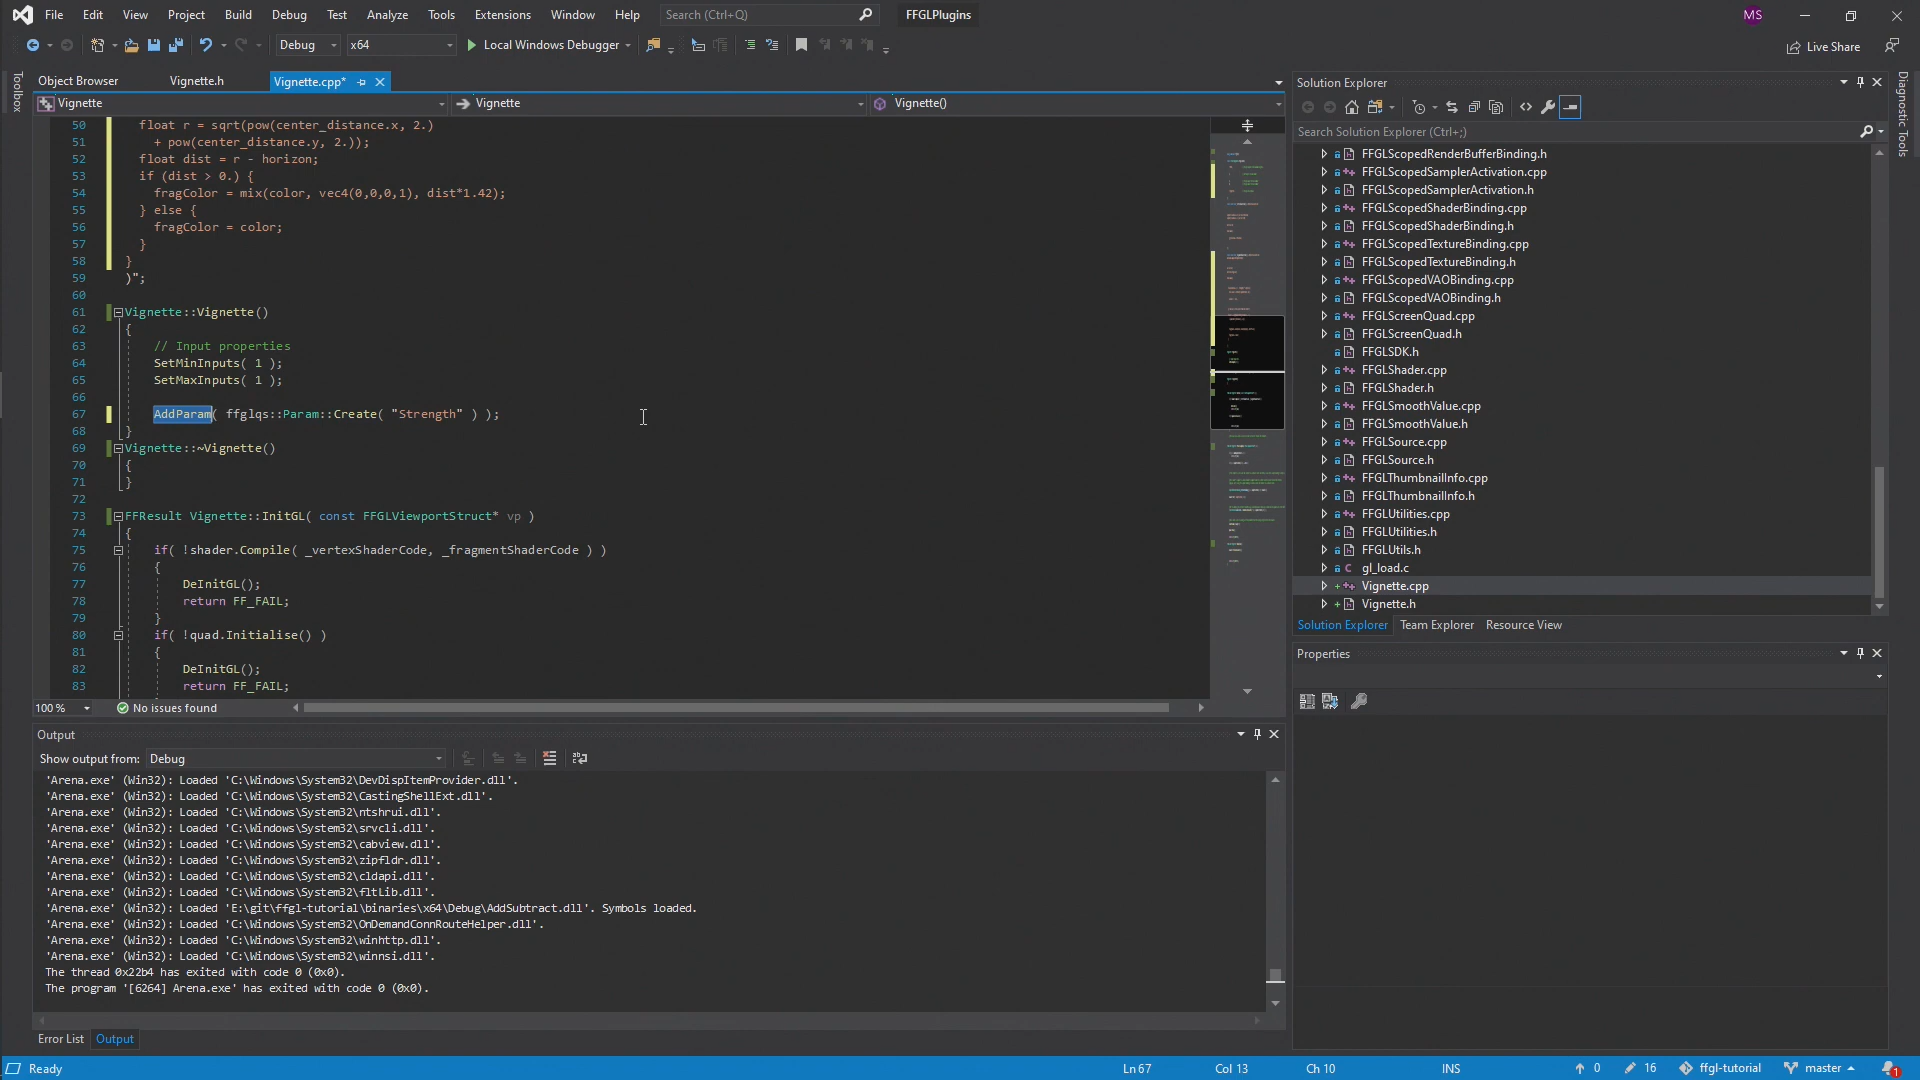 File Edit View Project Build Debug Test Analyze Tools Extensions Window Help Search (Ctrl+Q) FFGLPlugins MS
Debug x64 Local Windows Debugger Live Share
Toolbox
Object Browser Vignette.h Vignette.cpp*
Vignette Vignette Vignette()
50 float r = sqrt(pow(center_distance.x, 2.)
51 + pow(center_distance.y, 2.));
52 float dist = r - horizon;
53 if (dist > 0.) {
54 fragColor = mix(color, vec4(0,0,0,1), dist*1.42);
55 } else {
56 fragColor = color;
57 }
58 }
59 )";
60
61 Vignette::Vignette()
62 {
63 // Input properties
64 SetMinInputs( 1 );
65 SetMaxInputs( 1 );
66
67 AddParam( ffglqs::Param::Create( "Strength" ) );
68 }
69 Vignette::~Vignette()
70 {
71 }
72
73 FFResult Vignette::InitGL( const FFGLViewportStruct* vp )
74 {
75 if( !shader.Compile( _vertexShaderCode, _fragmentShaderCode ) )
76 {
77 DeInitGL();
78 return FF_FAIL;
79 }
80 if( !quad.Initialise() )
81 {
82 DeInitGL();
83 return FF_FAIL;
100 % No issues found
Output
Show output from: Debug
'Arena.exe' (Win32): Loaded 'C:\Windows\System32\DevDispItemProvider.dll'.
'Arena.exe' (Win32): Loaded 'C:\Windows\System32\CastingShellExt.dll'.
'Arena.exe' (Win32): Loaded 'C:\Windows\System32\ntshrui.dll'.
'Arena.exe' (Win32): Loaded 'C:\Windows\System32\srvcli.dll'.
'Arena.exe' (Win32): Loaded 'C:\Windows\System32\cabview.dll'.
'Arena.exe' (Win32): Loaded 'C:\Windows\System32\zipfldr.dll'.
'Arena.exe' (Win32): Loaded 'C:\Windows\System32\cldapi.dll'.
'Arena.exe' (Win32): Loaded 'C:\Windows\System32\fltLib.dll'.
'Arena.exe' (Win32): Loaded 'E:\git\ffgl-tutorial\binaries\x64\Debug\AddSubtract.dll'. Symbols loaded.
'Arena.exe' (Win32): Loaded 'C:\Windows\System32\OnDemandConnRouteHelper.dll'.
'Arena.exe' (Win32): Loaded 'C:\Windows\System32\winhttp.dll'.
'Arena.exe' (Win32): Loaded 'C:\Windows\System32\winnsi.dll'.
The thread 0x22b4 has exited with code 0 (0x0).
The program '[6264] Arena.exe' has exited with code 0 (0x0).
Error List Output
Solution Explorer
Search Solution Explorer (Ctrl+;)
FFGLScopedRenderBufferBinding.h
FFGLScopedSamplerActivation.cpp
FFGLScopedSamplerActivation.h
FFGLScopedShaderBinding.cpp
FFGLScopedShaderBinding.h
FFGLScopedTextureBinding.cpp
FFGLScopedTextureBinding.h
FFGLScopedVAOBinding.cpp
FFGLScopedVAOBinding.h
FFGLScreenQuad.cpp
FFGLScreenQuad.h
FFGLSDK.h
FFGLShader.cpp
FFGLShader.h
FFGLSmoothValue.cpp
FFGLSmoothValue.h
FFGLSource.cpp
FFGLSource.h
FFGLThumbnailInfo.cpp
FFGLThumbnailInfo.h
FFGLUtilities.cpp
FFGLUtilities.h
FFGLUtils.h
gl_load.c
Vignette.cpp
Vignette.h
Solution Explorer Team Explorer Resource View
Properties
Diagnostic Tools
Ready Ln 67 Col 13 Ch 10 INS 0 16 ffgl-tutorial master 1